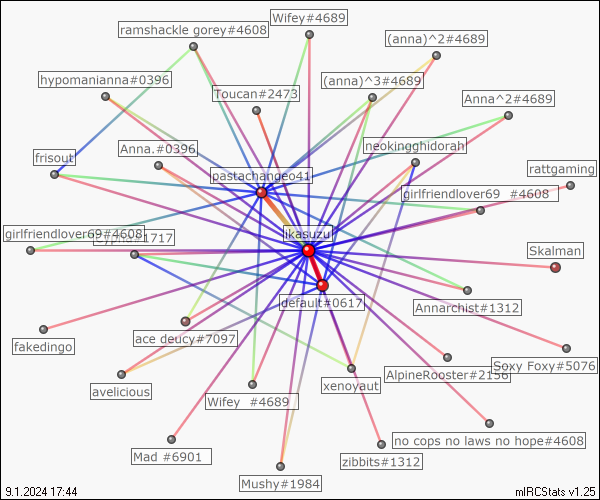 Wifey#4689
ramshackle gorey#4608
(anna)^2#4689
hypomanianna#0396
(anna)^3#4689
Toucan#2473
Anna^2#4689
Anna.#0396
neokingghidorah
frisout
pastachangeo41
rattgaming
girlfriendlover69 #4608
girlfriendlover69#4608
#1717
ikasuzu
Skalman
default#0617
Annarchist#1312
fakedingo
ace deucy#7097
AlpineRooster#2156
Soxy Foxy#5076
avelicious
xenoyaut
Wifey #4689
no cops no laws no hope#4608
Mad #6901
zibbits#1312
Mushy#1984
9.1.2024 17:44
mIRCStats v1.25